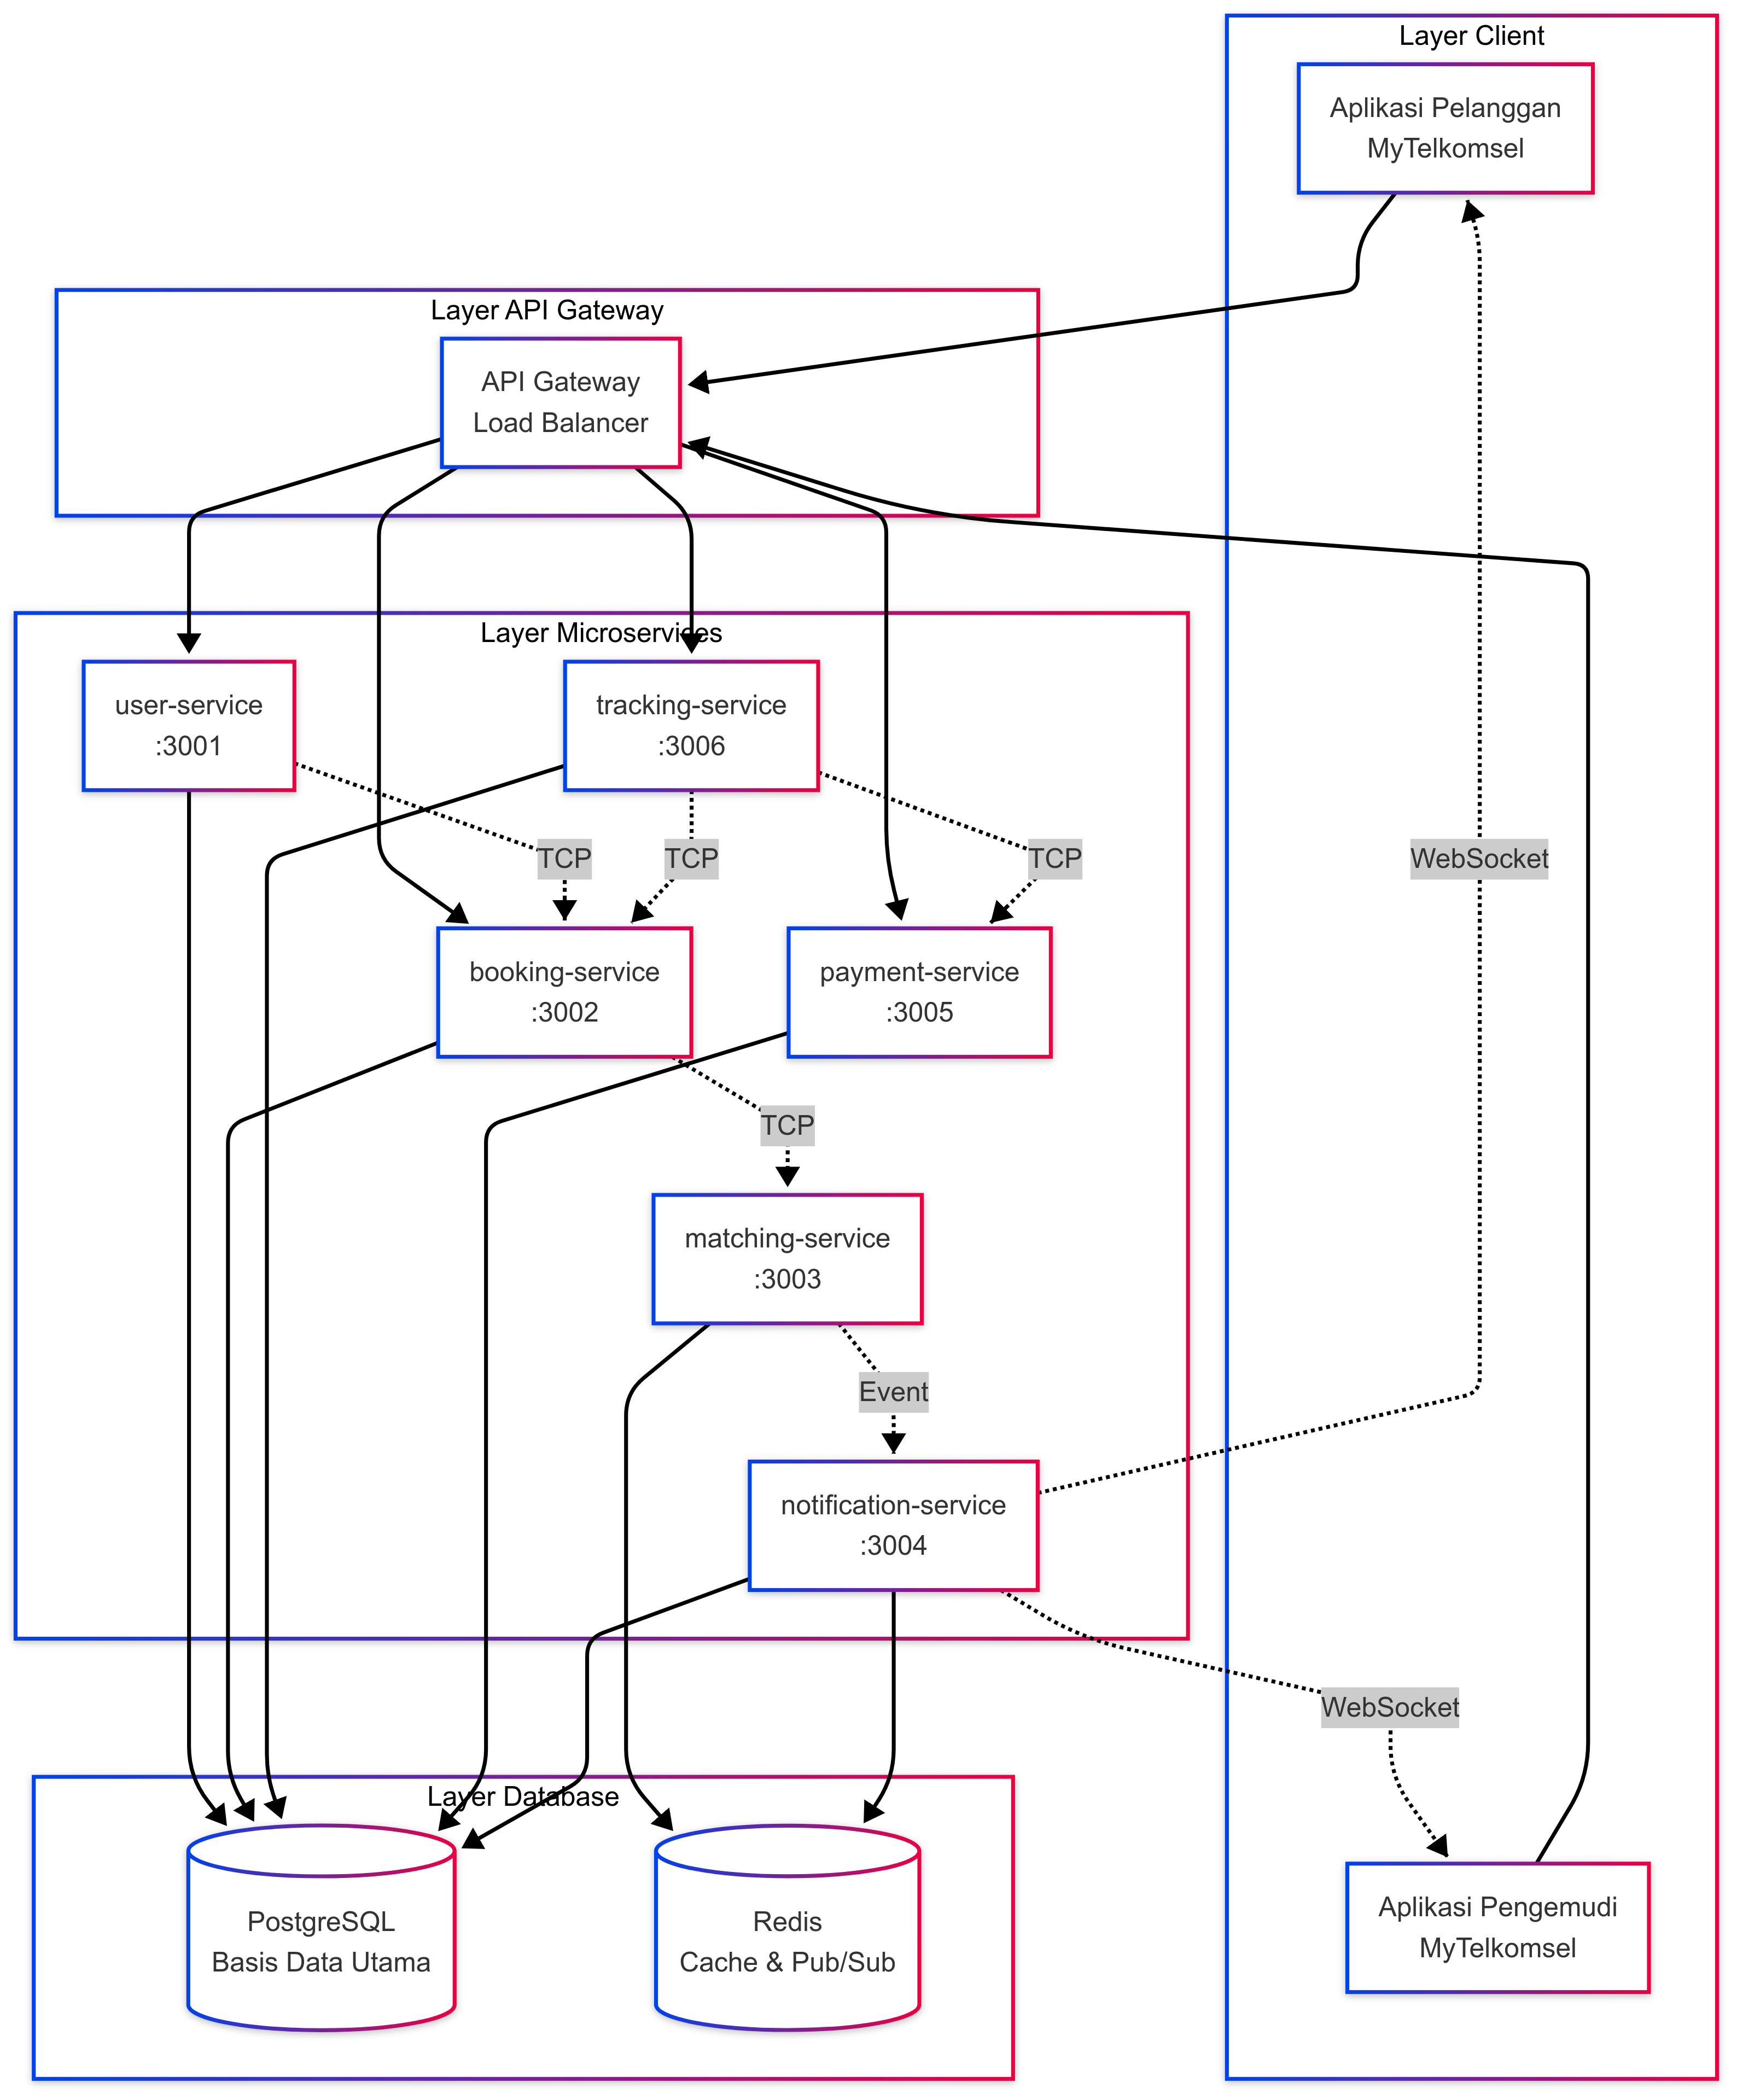 Layer Client
Aplikasi Pelanggan
MyTelkomsel
Layer API Gateway
API Gateway
Load Balancer
Layer Microservices
user-service
:3001
tracking-service
:3006
TCP
TCP
TCP
WebSocket
booking-service
:3002
payment-service
:3005
TCP
matching-service
:3003
Event
notification-service
:3004
WebSocket
Layer Database
PostgreSQL
Basis Data Utama
Redis
Cache & Pub/Sub
Aplikasi Pengemudi
MyTelkomsel